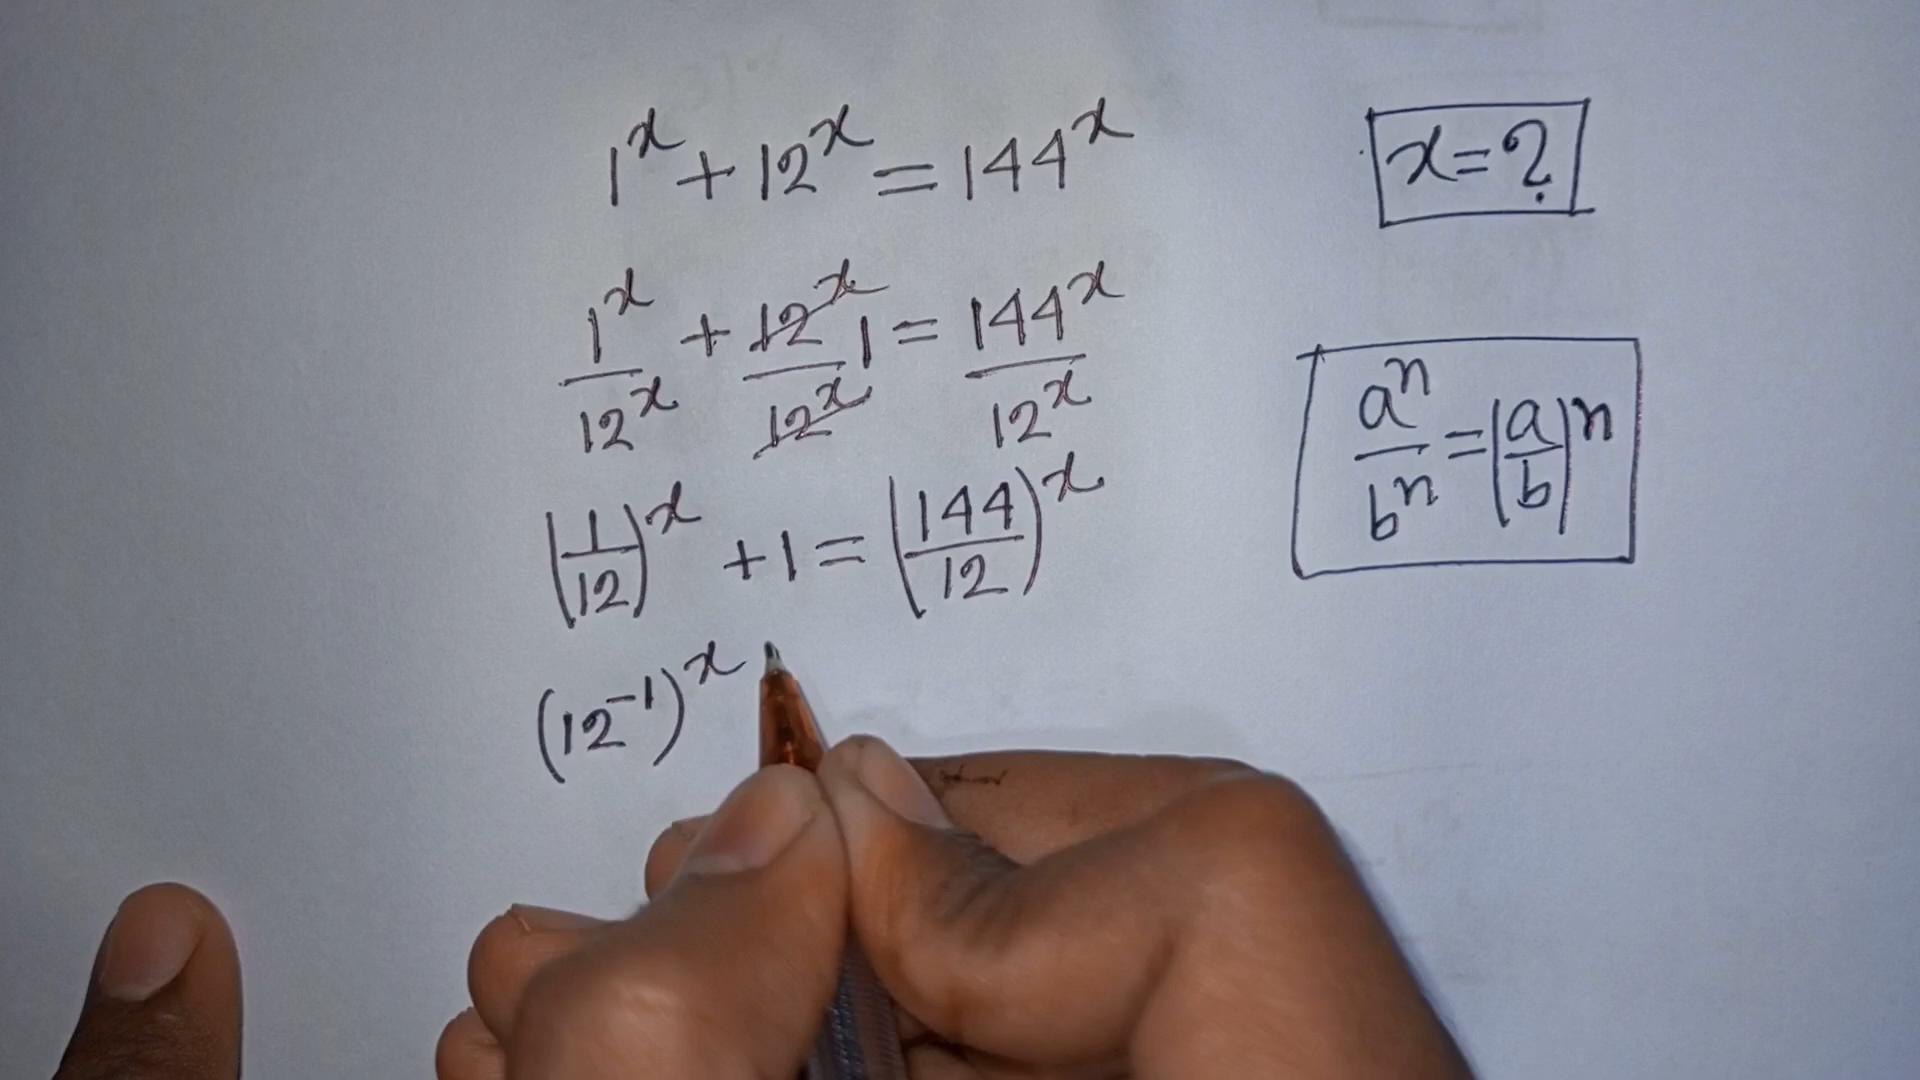 1^x + 12^x = 144^x
x = ?
1^x/12^x + 12^x/12^x 1 = 144^x/12^x
a^n/b^n = (a/b)^n
(1/12)^x + 1 = (144/12)^x
(12^-1)^x